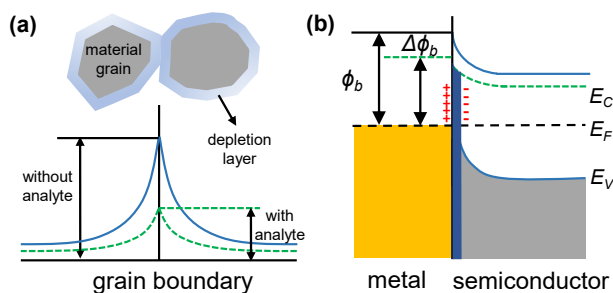 (a)
material
grain
depletion
layer
without
analyte
with
analyte
grain boundary
(b)
Δϕb
ϕb
+ + + + +
- - - - -
EC
EF
EV
metal
semiconductor